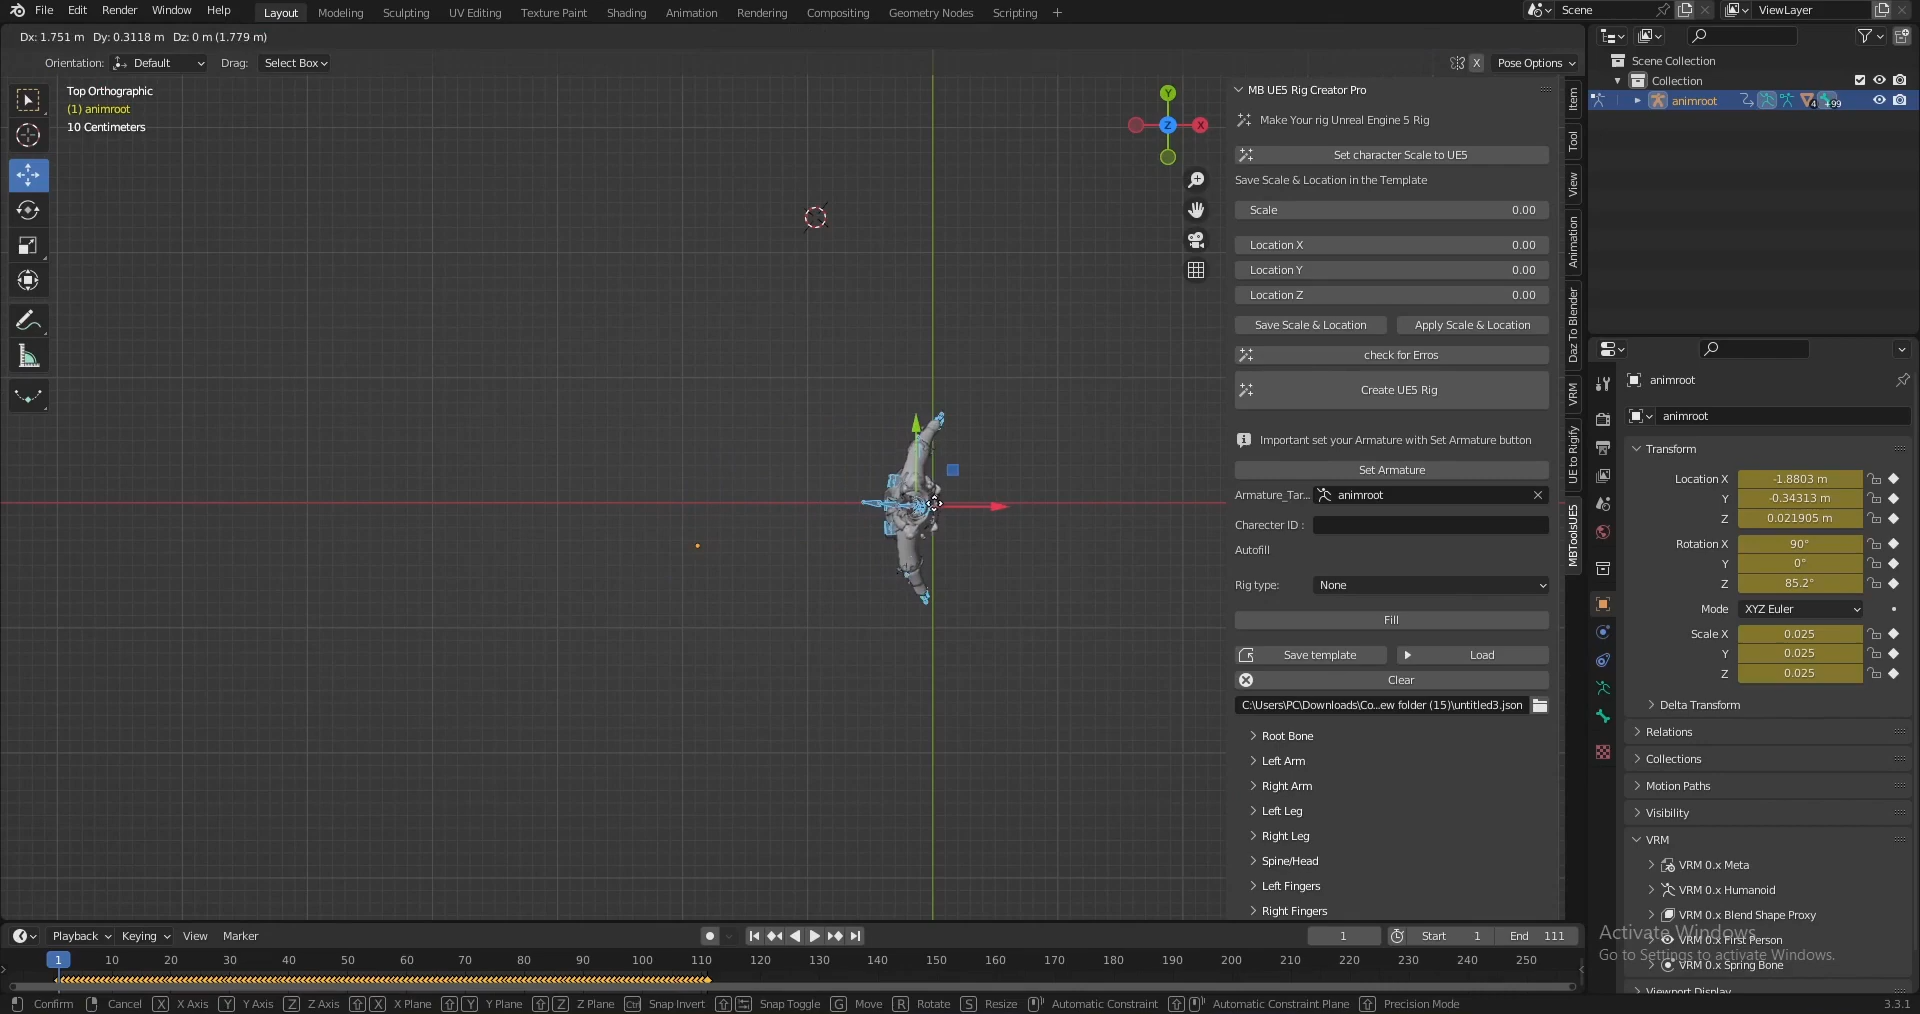 File Edit Render Window Help Layout Modeling Sculpting UV Editing Texture Paint Shading Animation Rendering Compositing Geometry Nodes Scripting + Scene ViewLayer
Dx: 1.751 m Dy: 0.3118 m Dz: 0 m (1.779 m)
Orientation: Default Drag: Select Box X Pose Options
Top Orthographic
(1) animroot
10 Centimeters
Y
Z
X
MB UE5 Rig Creator Pro
Make Your rig Unreal Engine 5 Rig
Set character Scale to UE5
Save Scale & Location in the Template
Scale 0.00
Location X 0.00
Location Y 0.00
Location Z 0.00
Save Scale & Location Apply Scale & Location
check for Erros
Create UE5 Rig
Important set your Armature with Set Armature button
Set Armature
Armature_Tar... animroot
Charecter ID :
Autofill
Rig type: None
Fill
Save template Load
Clear
C:\Users\PC\Downloads\Co...ew folder (15)\untitled3.json
Root Bone
Left Arm
Right Arm
Left Leg
Right Leg
Spine/Head
Left Fingers
Right Fingers
Item
Tool
View
Animation
Daz To Blender
VRM
UE to Rigify
MBToolsUE5
Scene Collection
Collection
animroot 4 +99
animroot
animroot
Transform
Location X -1.8803 m
Y -0.34313 m
Z 0.021905 m
Rotation X 90°
Y 0°
Z 85.2°
Mode XYZ Euler
Scale X 0.025
Y 0.025
Z 0.025
Delta Transform
Relations
Collections
Motion Paths
Visibility
VRM
VRM 0.x Meta
VRM 0.x Humanoid
VRM 0.x Blend Shape Proxy
VRM 0.x First Person
VRM 0.x Spring Bone
Viewport Display
Activate Windows
Go to Settings to activate Windows.
Playback Keying View Marker 1 Start 1 End 111
1 10 20 30 40 50 60 70 80 90 100 110 120 130 140 150 160 170 180 190 200 210 220 230 240 250
Confirm Cancel X X Axis Y Y Axis Z Z Axis X X Plane Y Y Plane Z Z Plane Ctrl Snap Invert Snap Toggle G Move R Rotate S Resize Automatic Constraint Automatic Constraint Plane Precision Mode 3.3.1